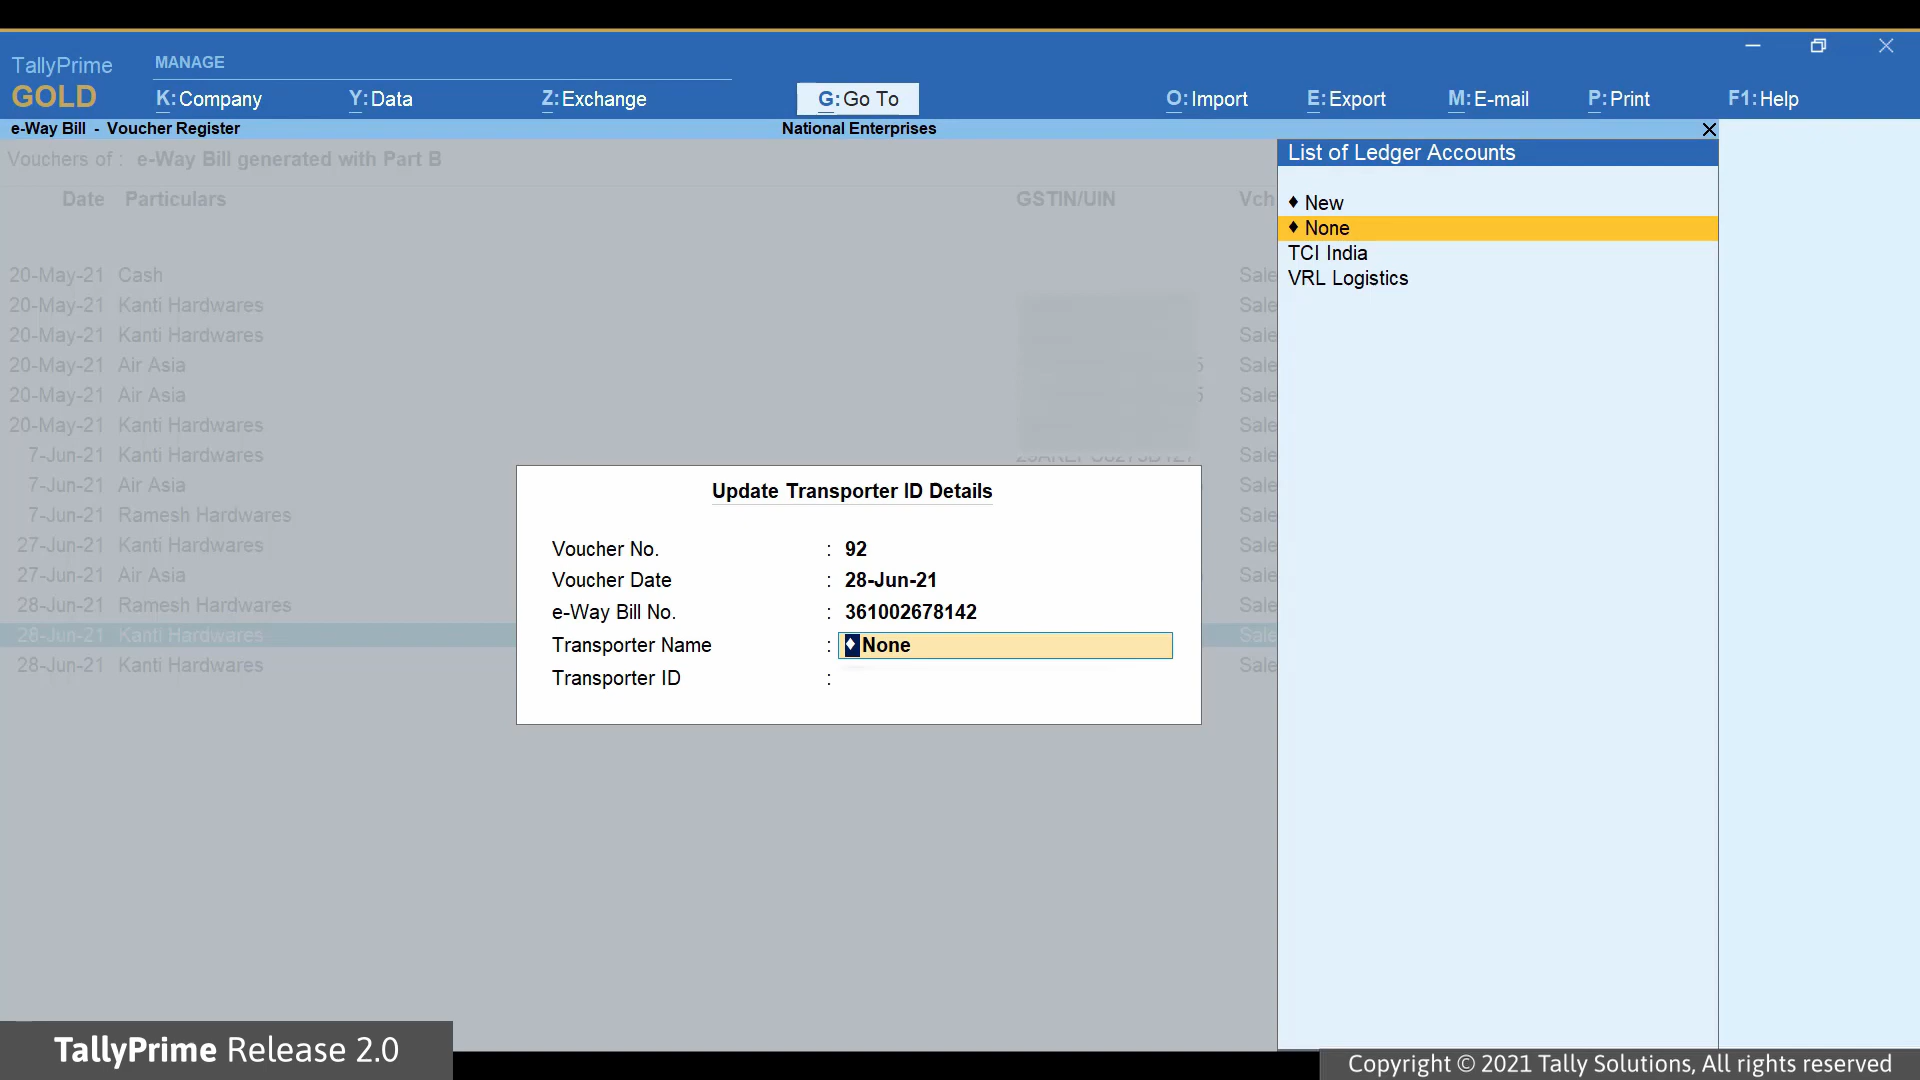 TallyPrime
MANAGE
GOLD
K:Company
Y:Data
Z:Exchange
G:Go To
O:Import
E:Export
M:E-mail
P:Print
F1:Help
e-Way Bill - Voucher Register
National Enterprises
Vouchers of : e-Way Bill generated with Part B
Date Particulars GSTIN/UIN Vch
20-May-21 Cash Sale
20-May-21 Kanti Hardwares Sale
20-May-21 Kanti Hardwares Sale
20-May-21 Air Asia 5 Sale
20-May-21 Air Asia 5 Sale
20-May-21 Kanti Hardwares Sale
7-Jun-21 Kanti Hardwares Sale
7-Jun-21 Air Asia Sale
7-Jun-21 Ramesh Hardwares Sale
27-Jun-21 Kanti Hardwares Sale
27-Jun-21 Air Asia Sale
28-Jun-21 Ramesh Hardwares Sale
28-Jun-21 Kanti Hardwares Sale
28-Jun-21 Kanti Hardwares Sale
Update Transporter ID Details
Voucher No. : 92
Voucher Date : 28-Jun-21
e-Way Bill No. : 361002678142
Transporter Name : ♦ None
Transporter ID :
List of Ledger Accounts
♦ New
♦ None
TCI India
VRL Logistics
TallyPrime Release 2.0
Copyright © 2021 Tally Solutions, All rights reserved